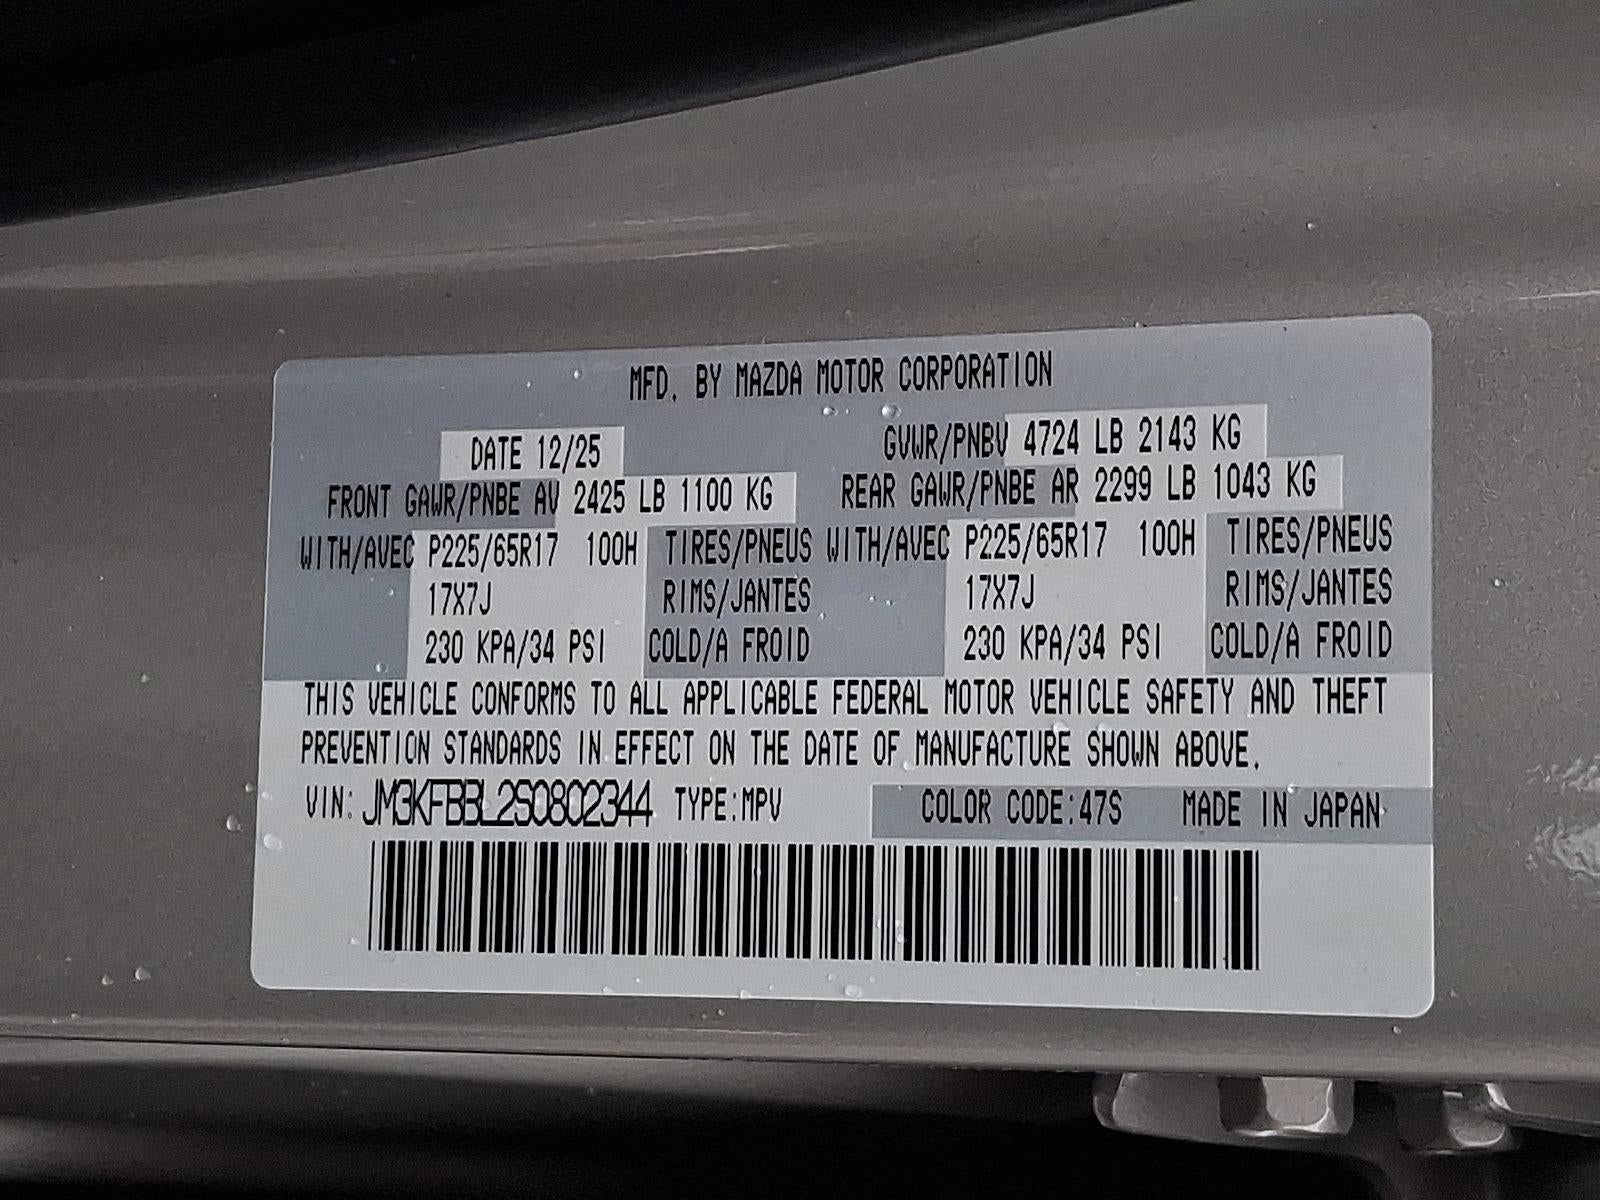 MFD. BY MAZDA MOTOR CORPORATION
DATE 12/25 GVWR/PNBV 4724 LB 2143 KG
FRONT GAWR/PNBE AV 2425 LB 1100 KG REAR GAWR/PNBE AR 2299 LB 1043 KG
WITH/AVEC P225/65R17 100H TIRES/PNEUS WITH/AVEC P225/65R17 100H TIRES/PNEUS
17X7J RIMS/JANTES 17X7J RIMS/JANTES
230 KPA/34 PSI COLD/A FROID 230 KPA/34 PSI COLD/A FROID
THIS VEHICLE CONFORMS TO ALL APPLICABLE FEDERAL MOTOR VEHICLE SAFETY AND THEFT
PREVENTION STANDARDS IN EFFECT ON THE DATE OF MANUFACTURE SHOWN ABOVE.
VIN: JM3KFBBL2S0802344 TYPE:MPV COLOR CODE:47S MADE IN JAPAN